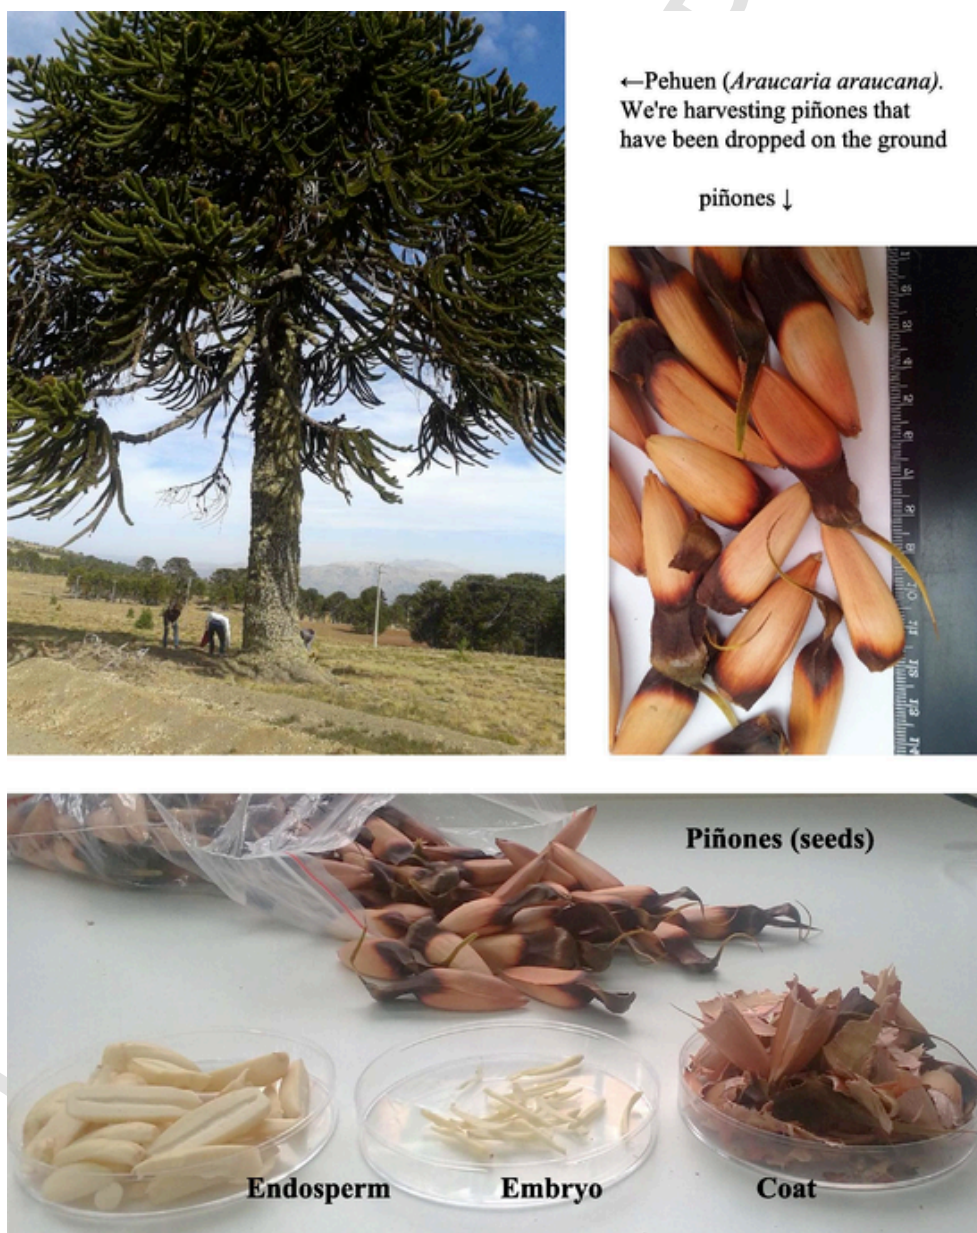 ←Pehuen (Araucaria araucana).
We're harvesting piñones that
have been dropped on the ground
piñones ↓
Piñones (seeds)
Endosperm
Embryo
Coat